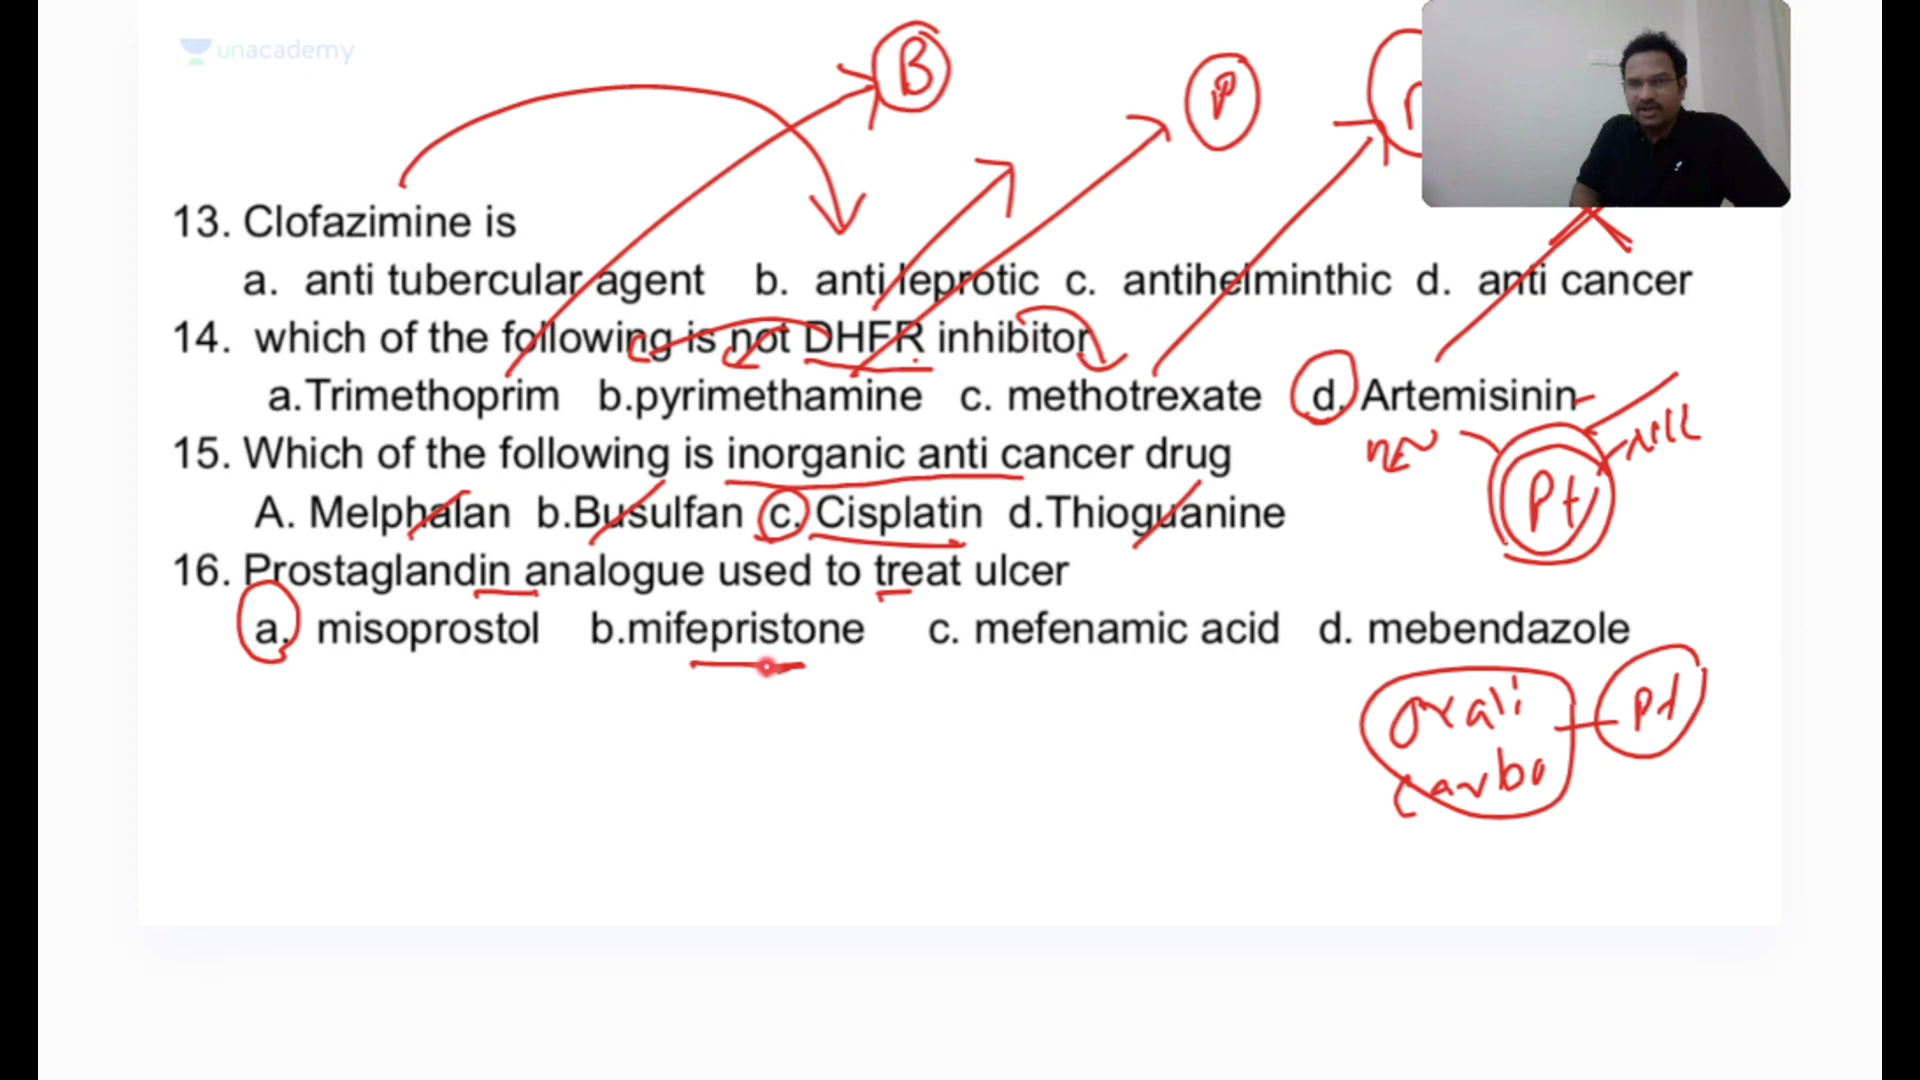 unacademy
B
P
13. Clofazimine is
a. anti tubercular agent b. anti leprotic c. antihelminthic d. anti cancer
14. which of the following is not DHFR inhibitor
a.Trimethoprim b.pyrimethamine c. methotrexate d. Artemisinin
15. Which of the following is inorganic anti cancer drug
A. Melphalan b.Busulfan c. Cisplatin d.Thioguanine
Pt
16. Prostaglandin analogue used to treat ulcer
a. misoprostol b.mifepristone c. mefenamic acid d. mebendazole
oxali
Pt
carbo